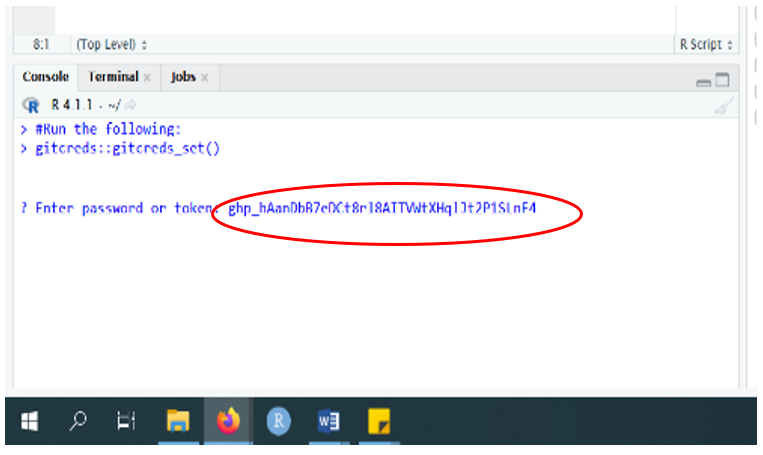 8:1 (Top Level) R Script
Console Terminal × Jobs ×
R 4.1.1 · ~/
> #Run the following:
> gitcreds::gitcreds_set()
? Enter password or token: